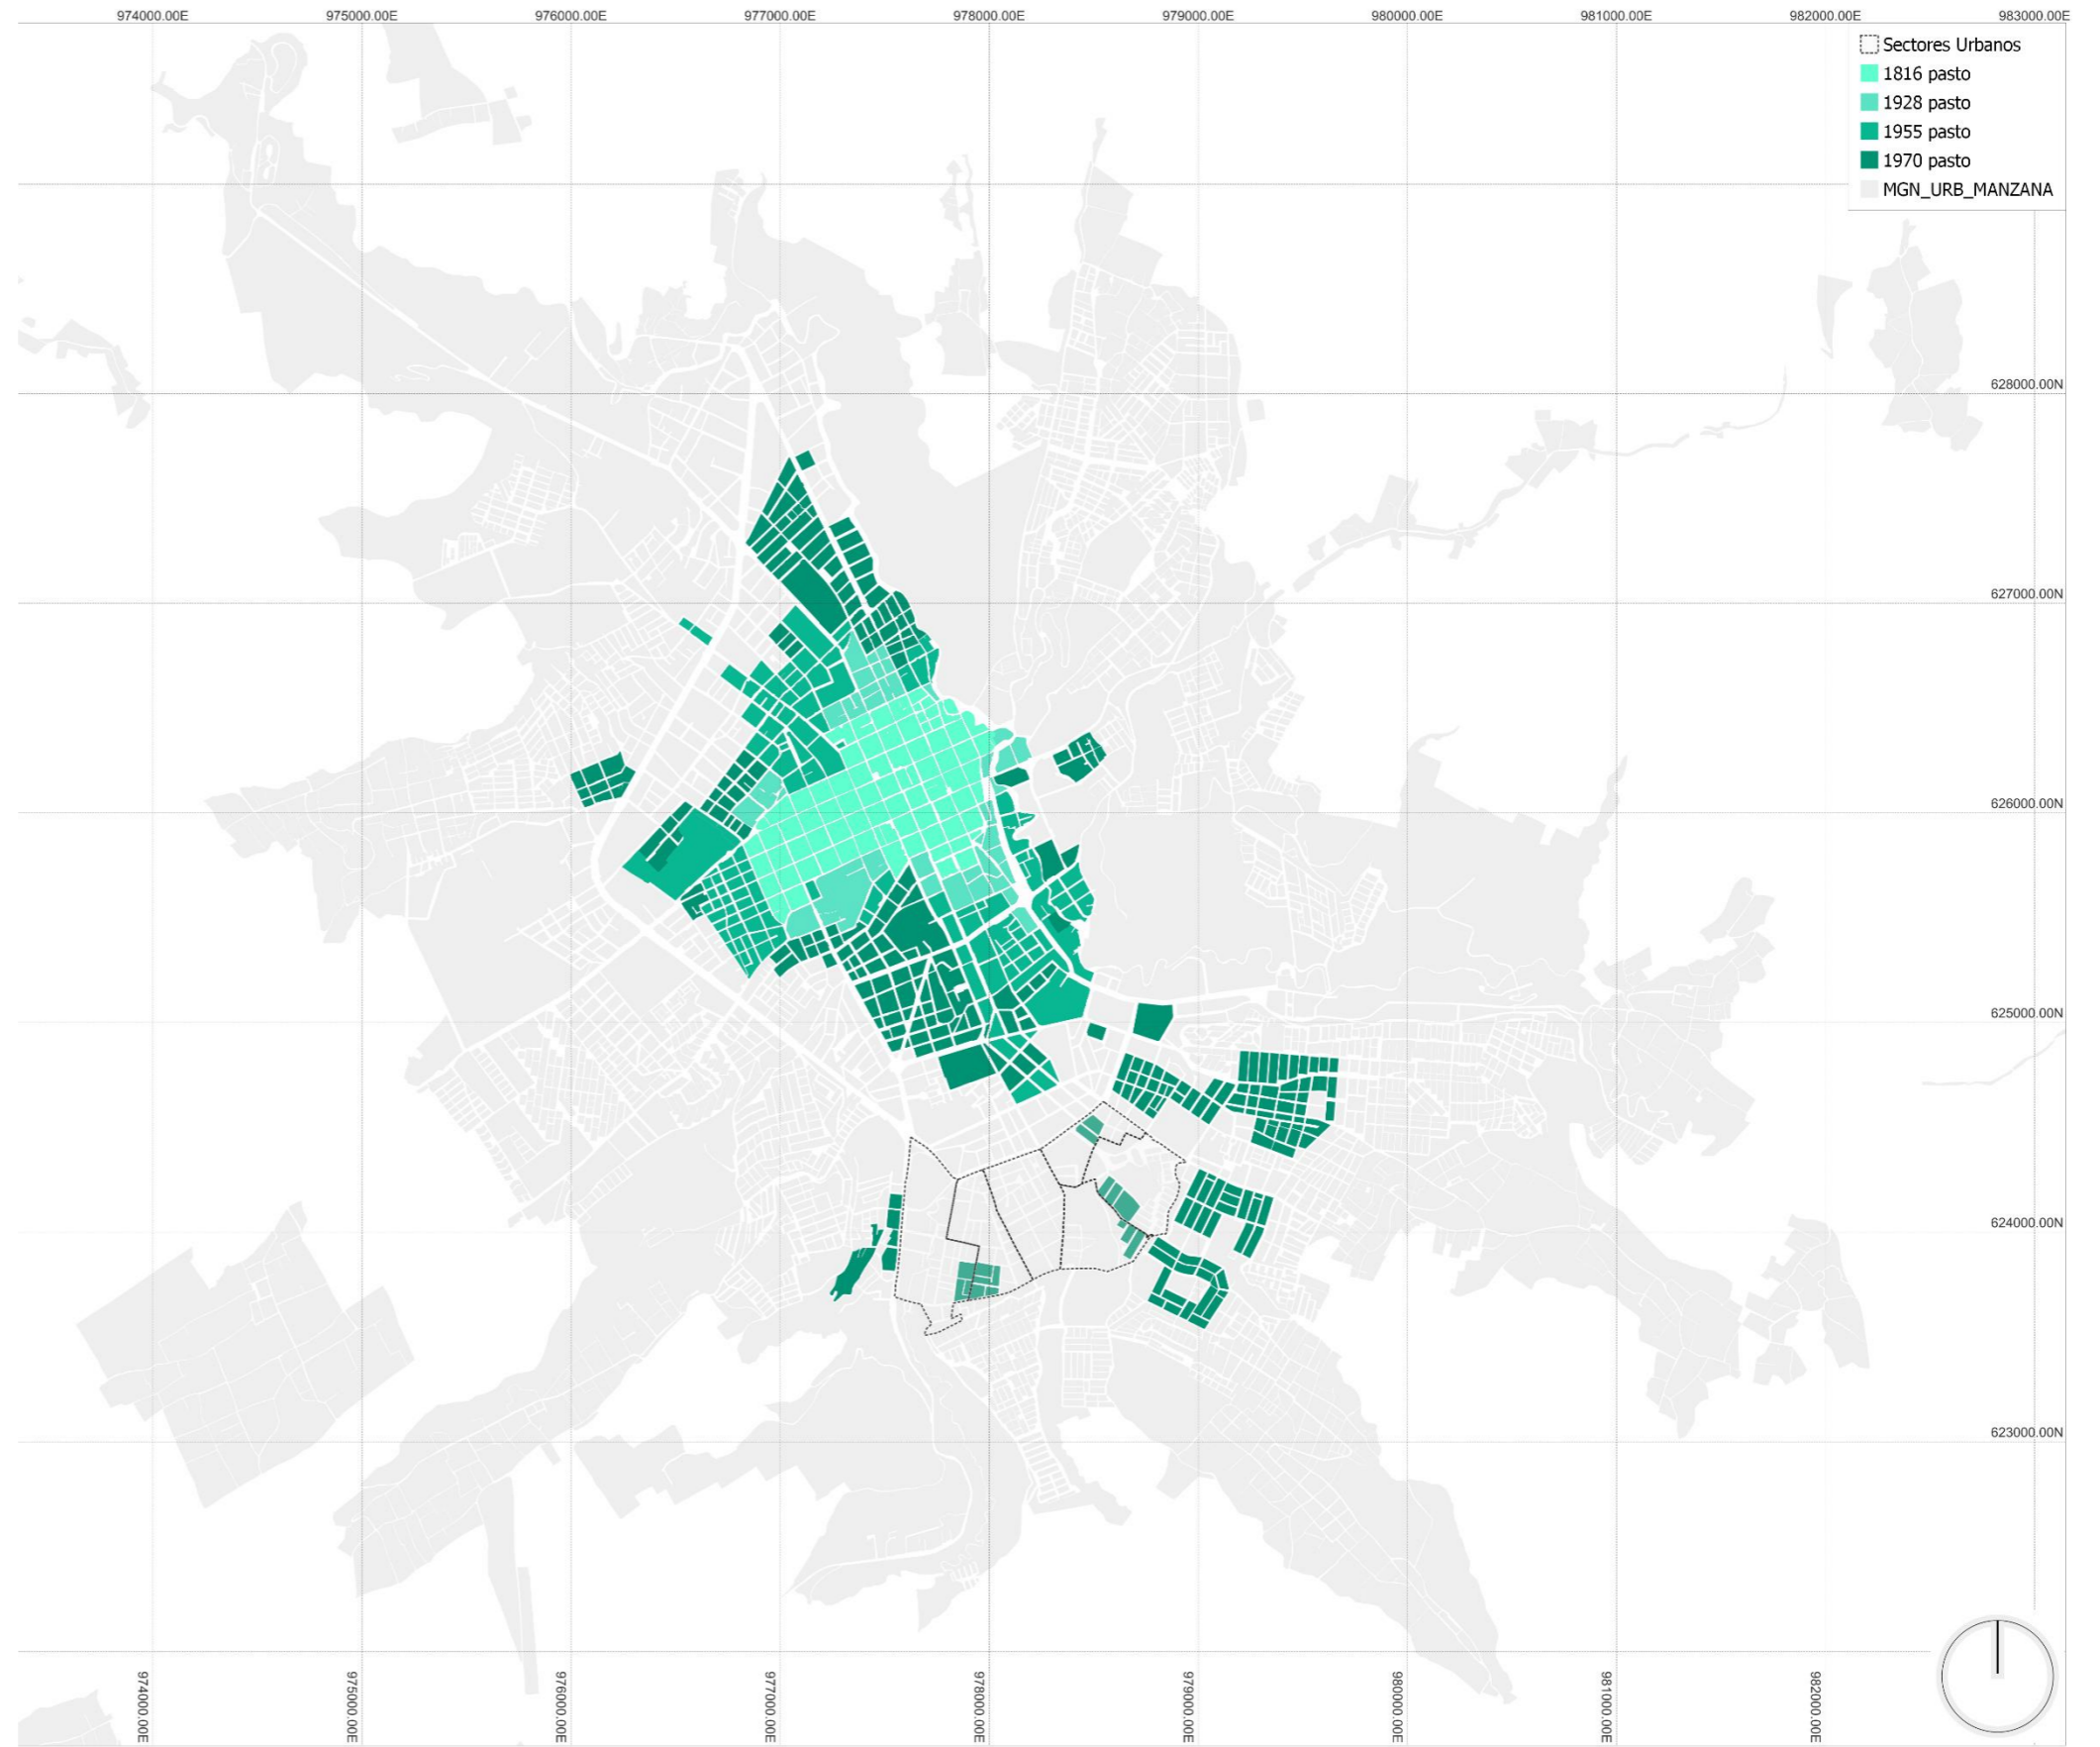 974000.00E 975000.00E 976000.00E 977000.00E 978000.00E 979000.00E 980000.00E 981000.00E 982000.00E 983000.00E
Sectores Urbanos
1816 pasto
1928 pasto
1955 pasto
1970 pasto
MGN_URB_MANZANA
628000.00N
627000.00N
626000.00N
625000.00N
624000.00N
623000.00N
974000.00E 975000.00E 976000.00E 977000.00E 978000.00E 979000.00E 980000.00E 981000.00E 982000.00E